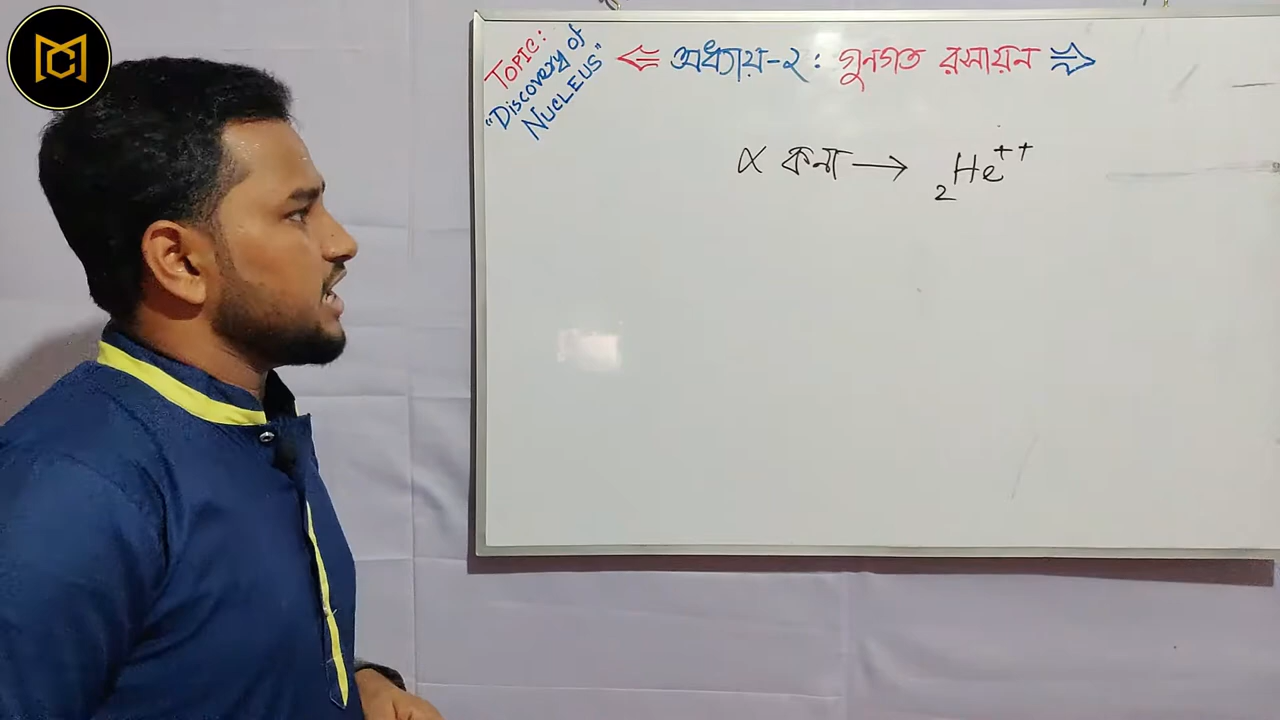 TOPIC:
"Discovery of
NUCLEUS"
অধ্যায়-২: গুনগত রসায়ন
α কনা → ₂He⁺⁺